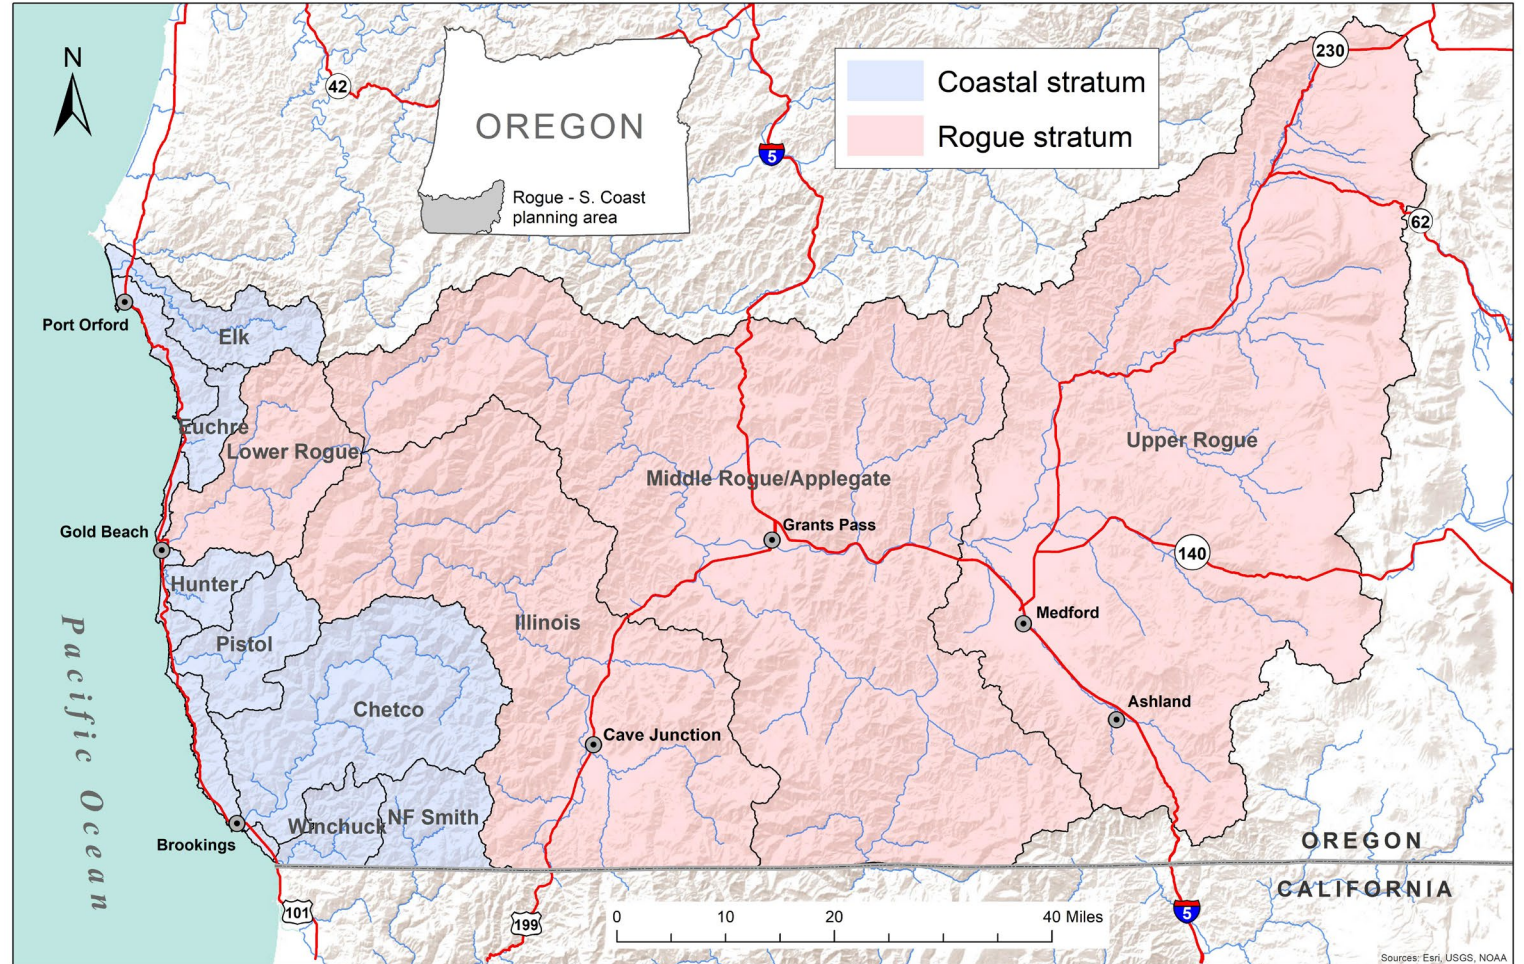 N
42
OREGON
Rogue - S. Coast
planning area
5
Coastal stratum
Rogue stratum
230
62
Port Orford
Elk
Euchre
Lower Rogue
Upper Rogue
Middle Rogue/Applegate
Gold Beach
Grants Pass
140
Hunter
Illinois
Medford
Pistol
Chetco
Ashland
Cave Junction
Pacific Ocean
NF Smith
Winchuck
Brookings
OREGON
CALIFORNIA
101
199
5
0 10 20 40 Miles
Sources: Esri, USGS, NOAA